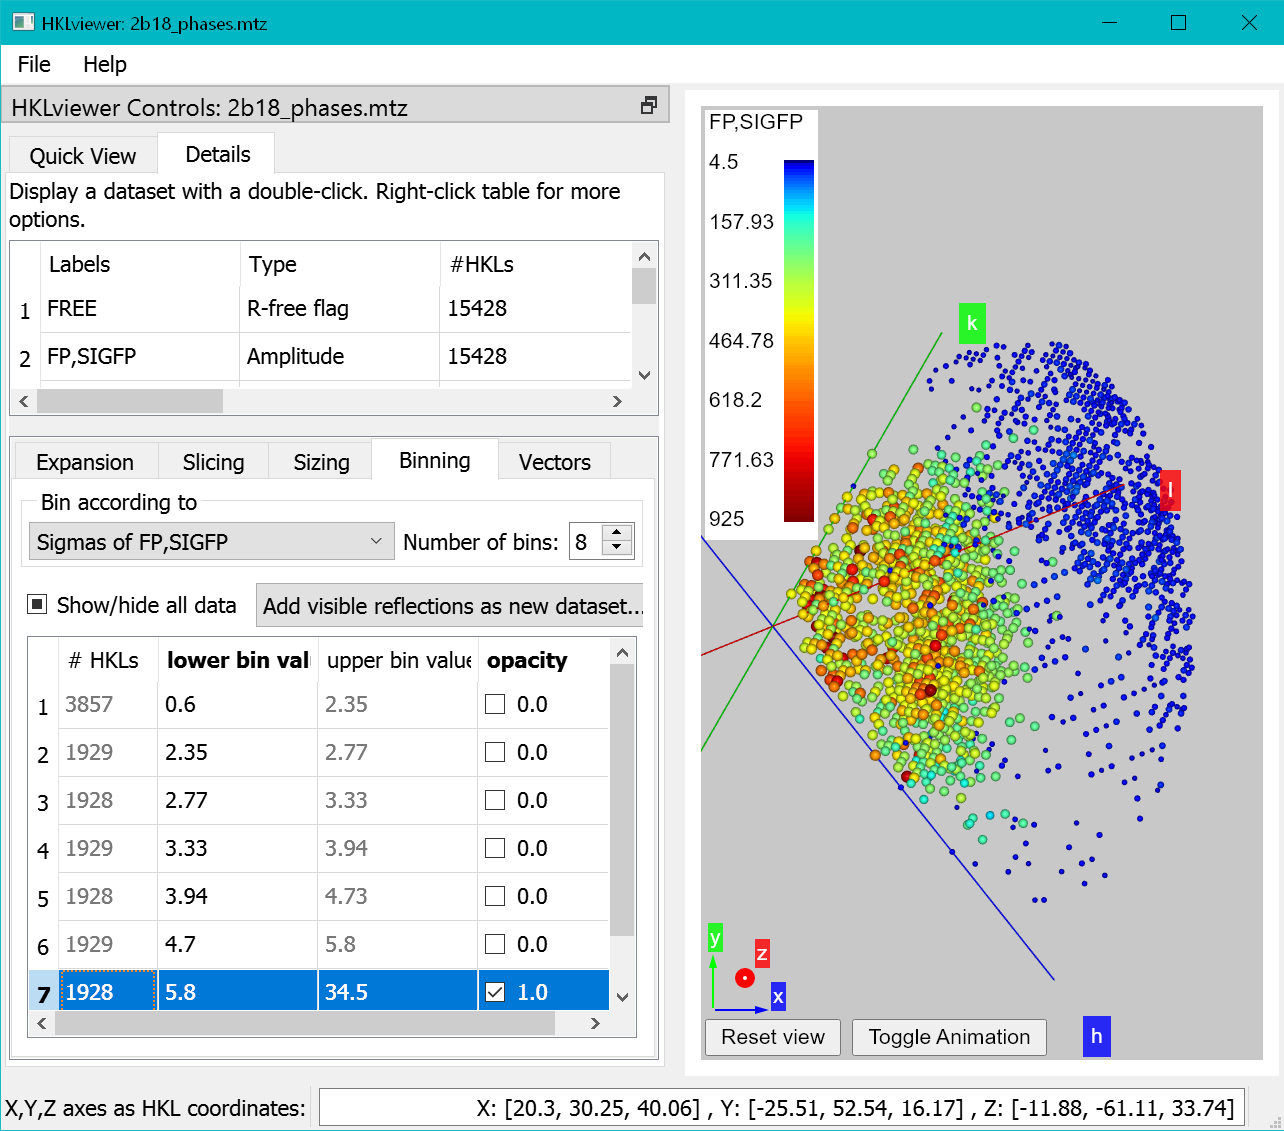 HKLviewer: 2b18_phases.mtz
File Help
HKLviewer Controls: 2b18_phases.mtz
Quick View Details
Display a dataset with a double-click. Right-click table for more
options.
Labels Type #HKLs
1 FREE R-free flag 15428
2 FP,SIGFP Amplitude 15428
Expansion Slicing Sizing Binning Vectors
Bin according to
Sigmas of FP,SIGFP Number of bins: 8
Show/hide all data Add visible reflections as new dataset...
# HKLs lower bin val upper bin value opacity
1 3857 0.6 2.35 0.0
2 1929 2.35 2.77 0.0
3 1928 2.77 3.33 0.0
4 1929 3.33 3.94 0.0
5 1928 3.94 4.73 0.0
6 1929 4.7 5.8 0.0
7 1928 5.8 34.5 1.0
FP,SIGFP
4.5
157.93
311.35
464.78
618.2
771.63
925
k
l
h
y
z
x
Reset view Toggle Animation
X,Y,Z axes as HKL coordinates: X: [20.3, 30.25, 40.06] , Y: [-25.51, 52.54, 16.17] , Z: [-11.88, -61.11, 33.74]